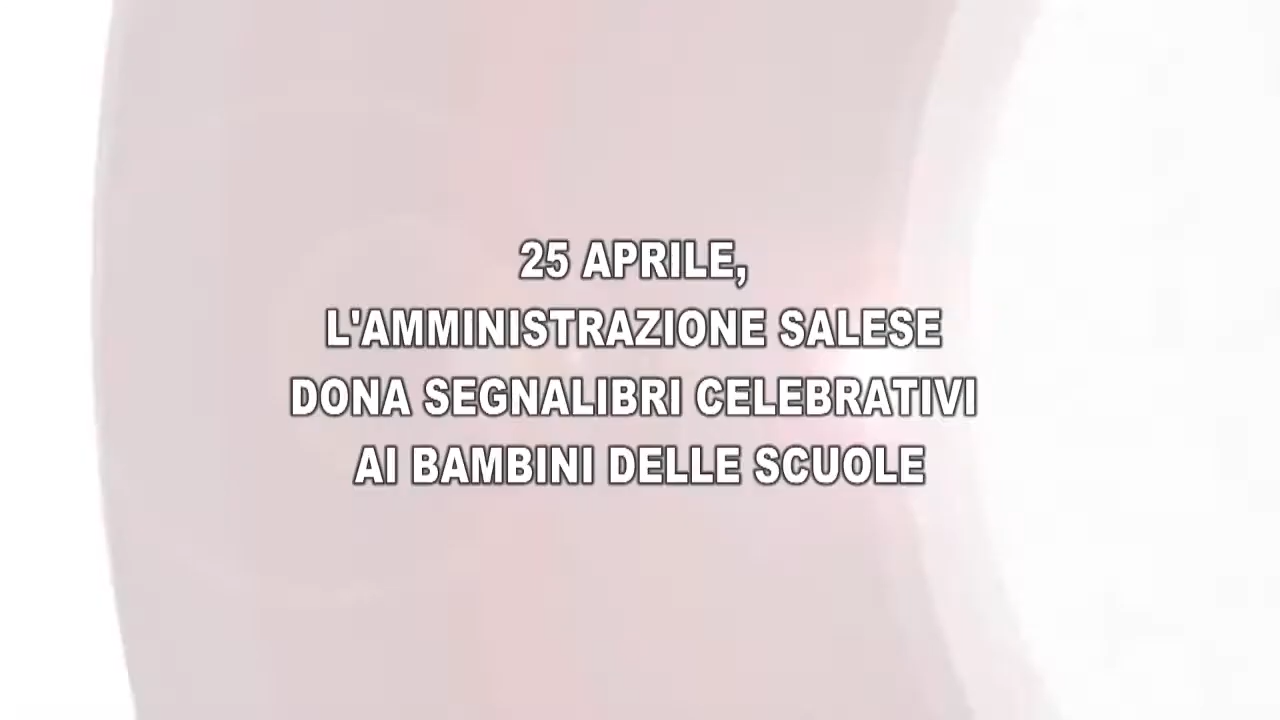 25 APRILE,
L'AMMINISTRAZIONE SALESE
DONA SEGNALIBRI CELEBRATIVI
AI BAMBINI DELLE SCUOLE